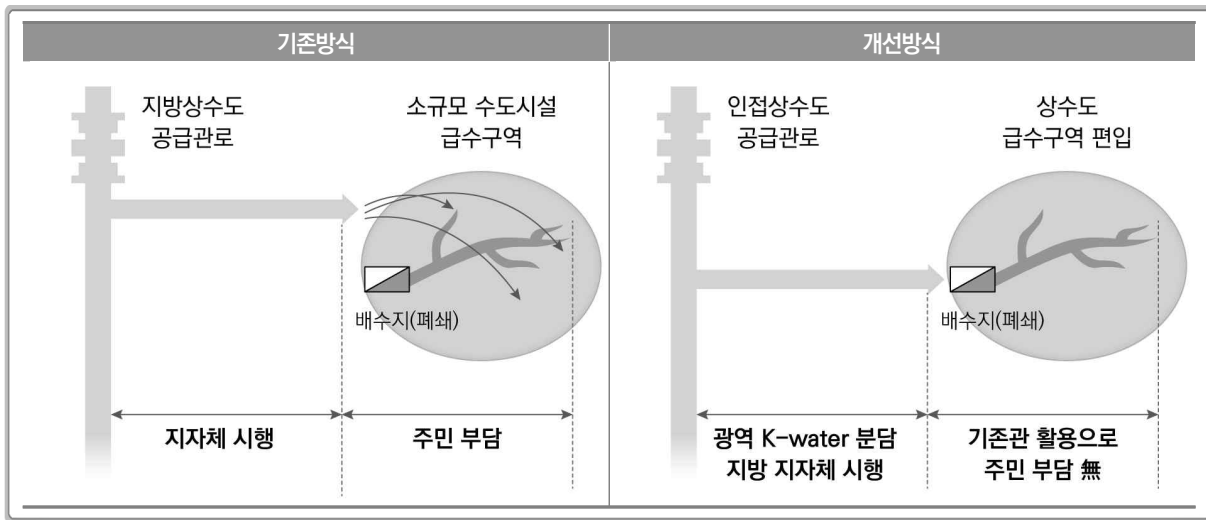 기존방식
지방상수도
공급관로
소규모 수도시설
급수구역
배수지(폐쇄)
지자체 시행
주민 부담
개선방식
인접상수도
공급관로
상수도
급수구역 편입
배수지(폐쇄)
광역 K-water 분담
지방 지자체 시행
기존관 활용으로
주민 부담 無